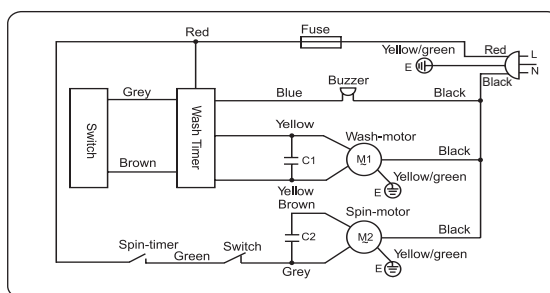 Red
Fuse
Yellow/green
E
Red
L
N
Black
Grey
Blue
Buzzer
Black
Switch
Wash Timer
Yellow
Wash-motor
C1
M1
Black
Brown
Yellow
Yellow/green
E
Brown
Spin-motor
C2
M2
Black
Spin-timer
Green
Switch
Grey
Yellow/green
E